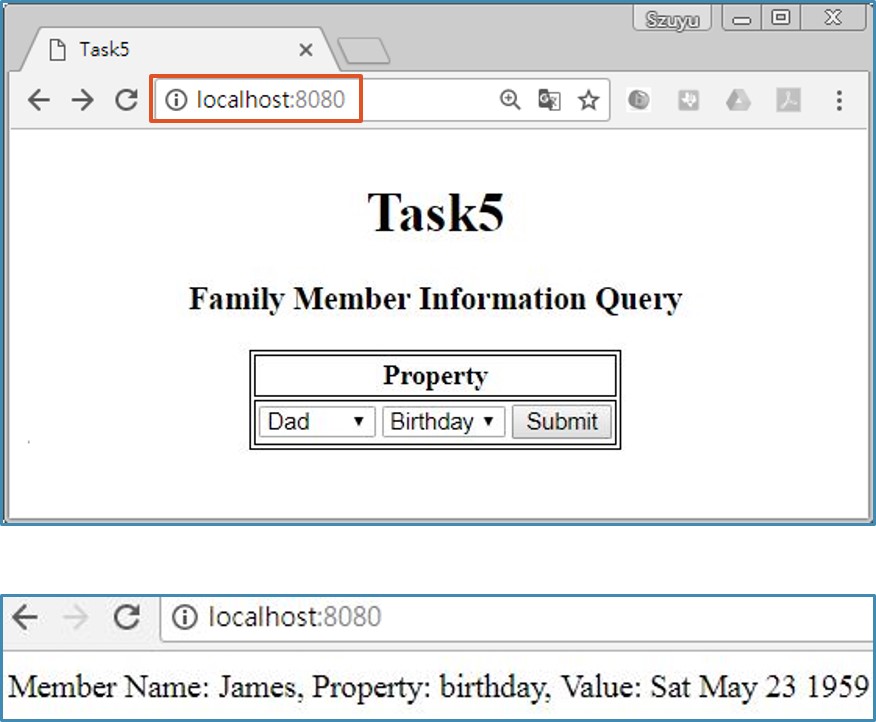 Szuyu
Task5
localhost:8080
Task5
Family Member Information Query
Property
Dad Birthday Submit
localhost:8080
Member Name: James, Property: birthday, Value: Sat May 23 1959